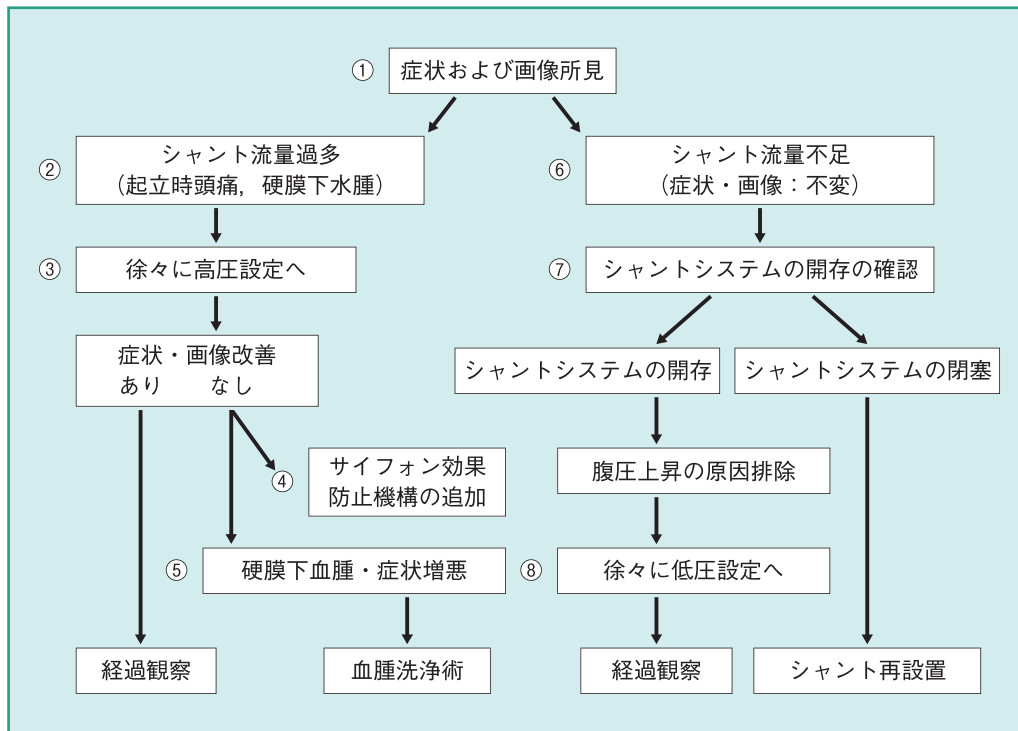 ① 症状および画像所見
② シャント流量過多
（起立時頭痛，硬膜下水腫）
③ 徐々に高圧設定へ
症状・画像改善
あり　なし
④ サイフォン効果
防止機構の追加
⑤ 硬膜下血腫・症状増悪
経過観察
血腫洗浄術
⑥ シャント流量不足
（症状・画像：不変）
⑦ シャントシステムの開存の確認
シャントシステムの開存
シャントシステムの閉塞
腹圧上昇の原因排除
⑧ 徐々に低圧設定へ
経過観察
シャント再設置